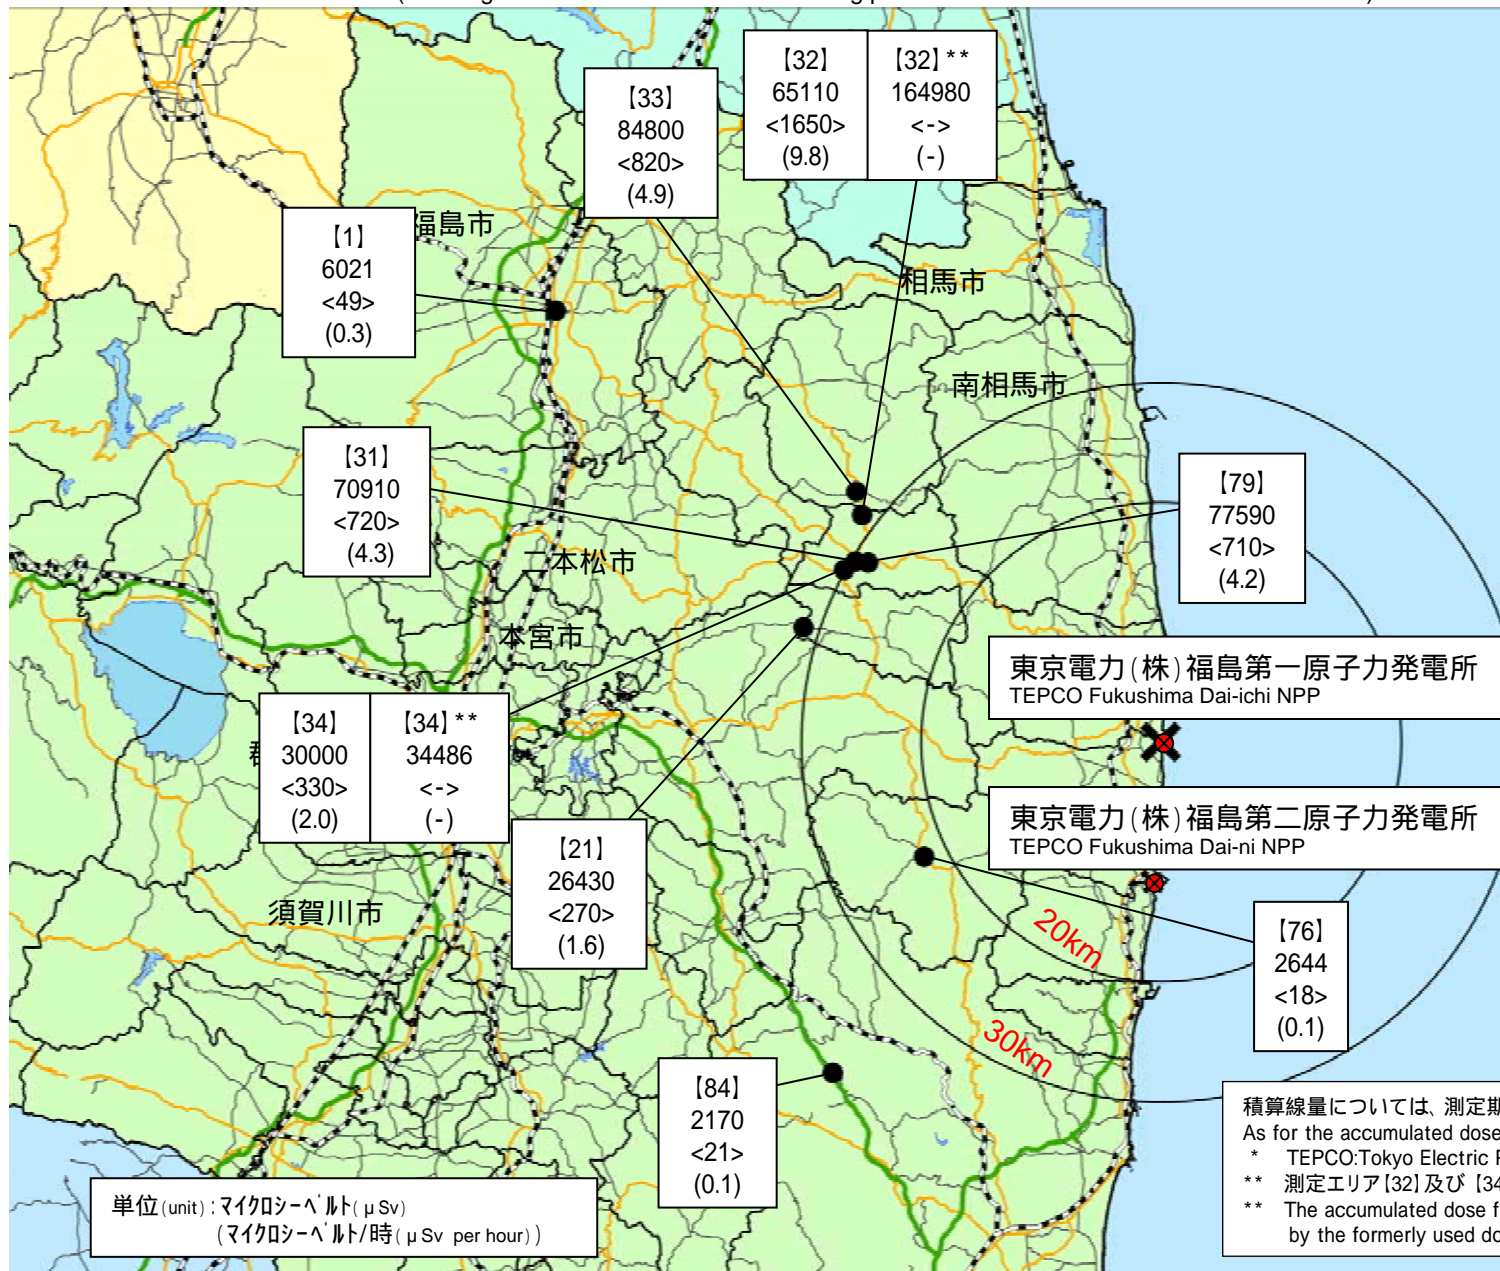 【33】
84800
<820>
(4.9)
【32】
65110
<1650>
(9.8)
【32】**
164980
<->
(-)
【1】
6021
<49>
(0.3)
福島市
相馬市
南相馬市
【31】
70910
<720>
(4.3)
【79】
77590
<710>
(4.2)
二本松市
本宮市
東京電力(株)福島第一原子力発電所
TEPCO Fukushima Dai-ichi NPP
【34】
30000
<330>
(2.0)
【34】**
34486
<->
(-)
東京電力(株)福島第二原子力発電所
TEPCO Fukushima Dai-ni NPP
【21】
26430
<270>
(1.6)
須賀川市
20km
【76】
2644
<18>
(0.1)
30km
【84】
2170
<21>
(0.1)
単位(unit):マイクロシーベルト(μSv)
(マイクロシーベルト/時(μSv per hour))
積算線量については、測定期
As for the accumulated dose
* TEPCO:Tokyo Electric
** 測定エリア【32】及び【34
** The accumulated dose
by the formerly used